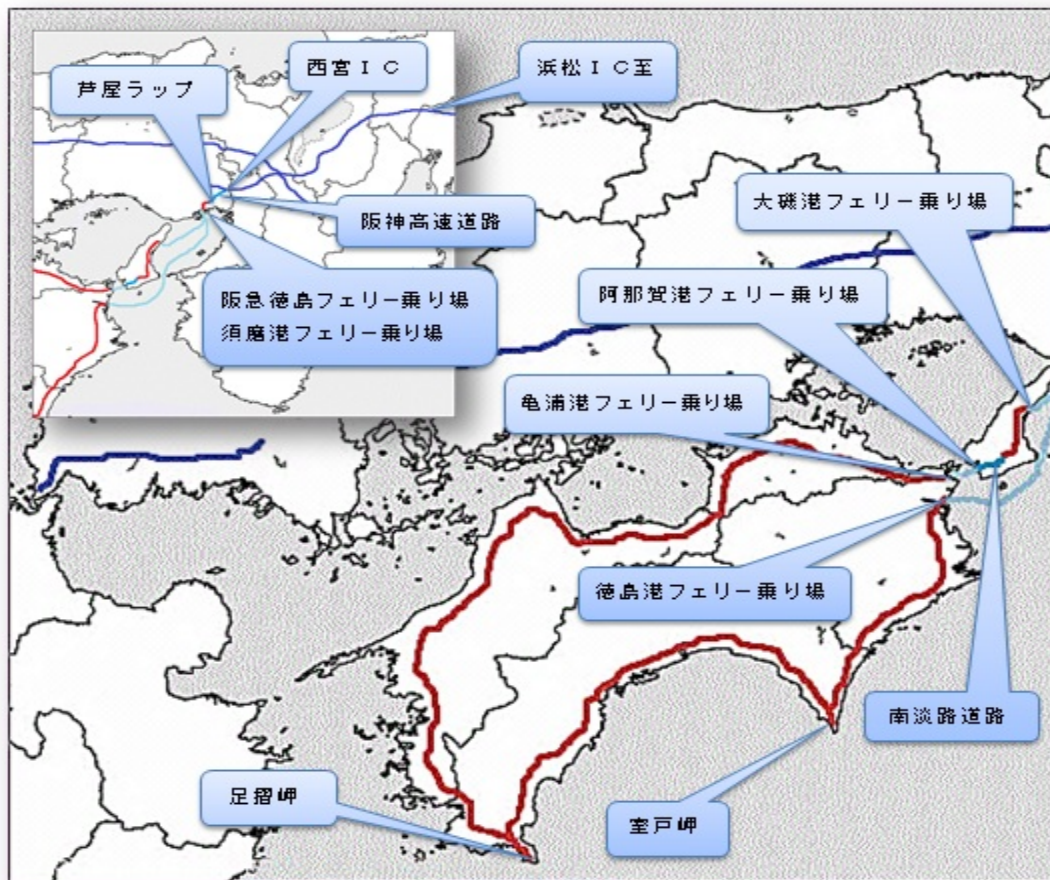 芦屋ラップ
西宮ＩＣ
浜松ＩＣ至
阪神高速道路
阪急徳島フェリー乗り場
須磨港フェリー乗り場
大磯港フェリー乗り場
阿那賀港フェリー乗り場
亀浦港フェリー乗り場
徳島港フェリー乗り場
南淡路道路
足摺岬
室戸岬